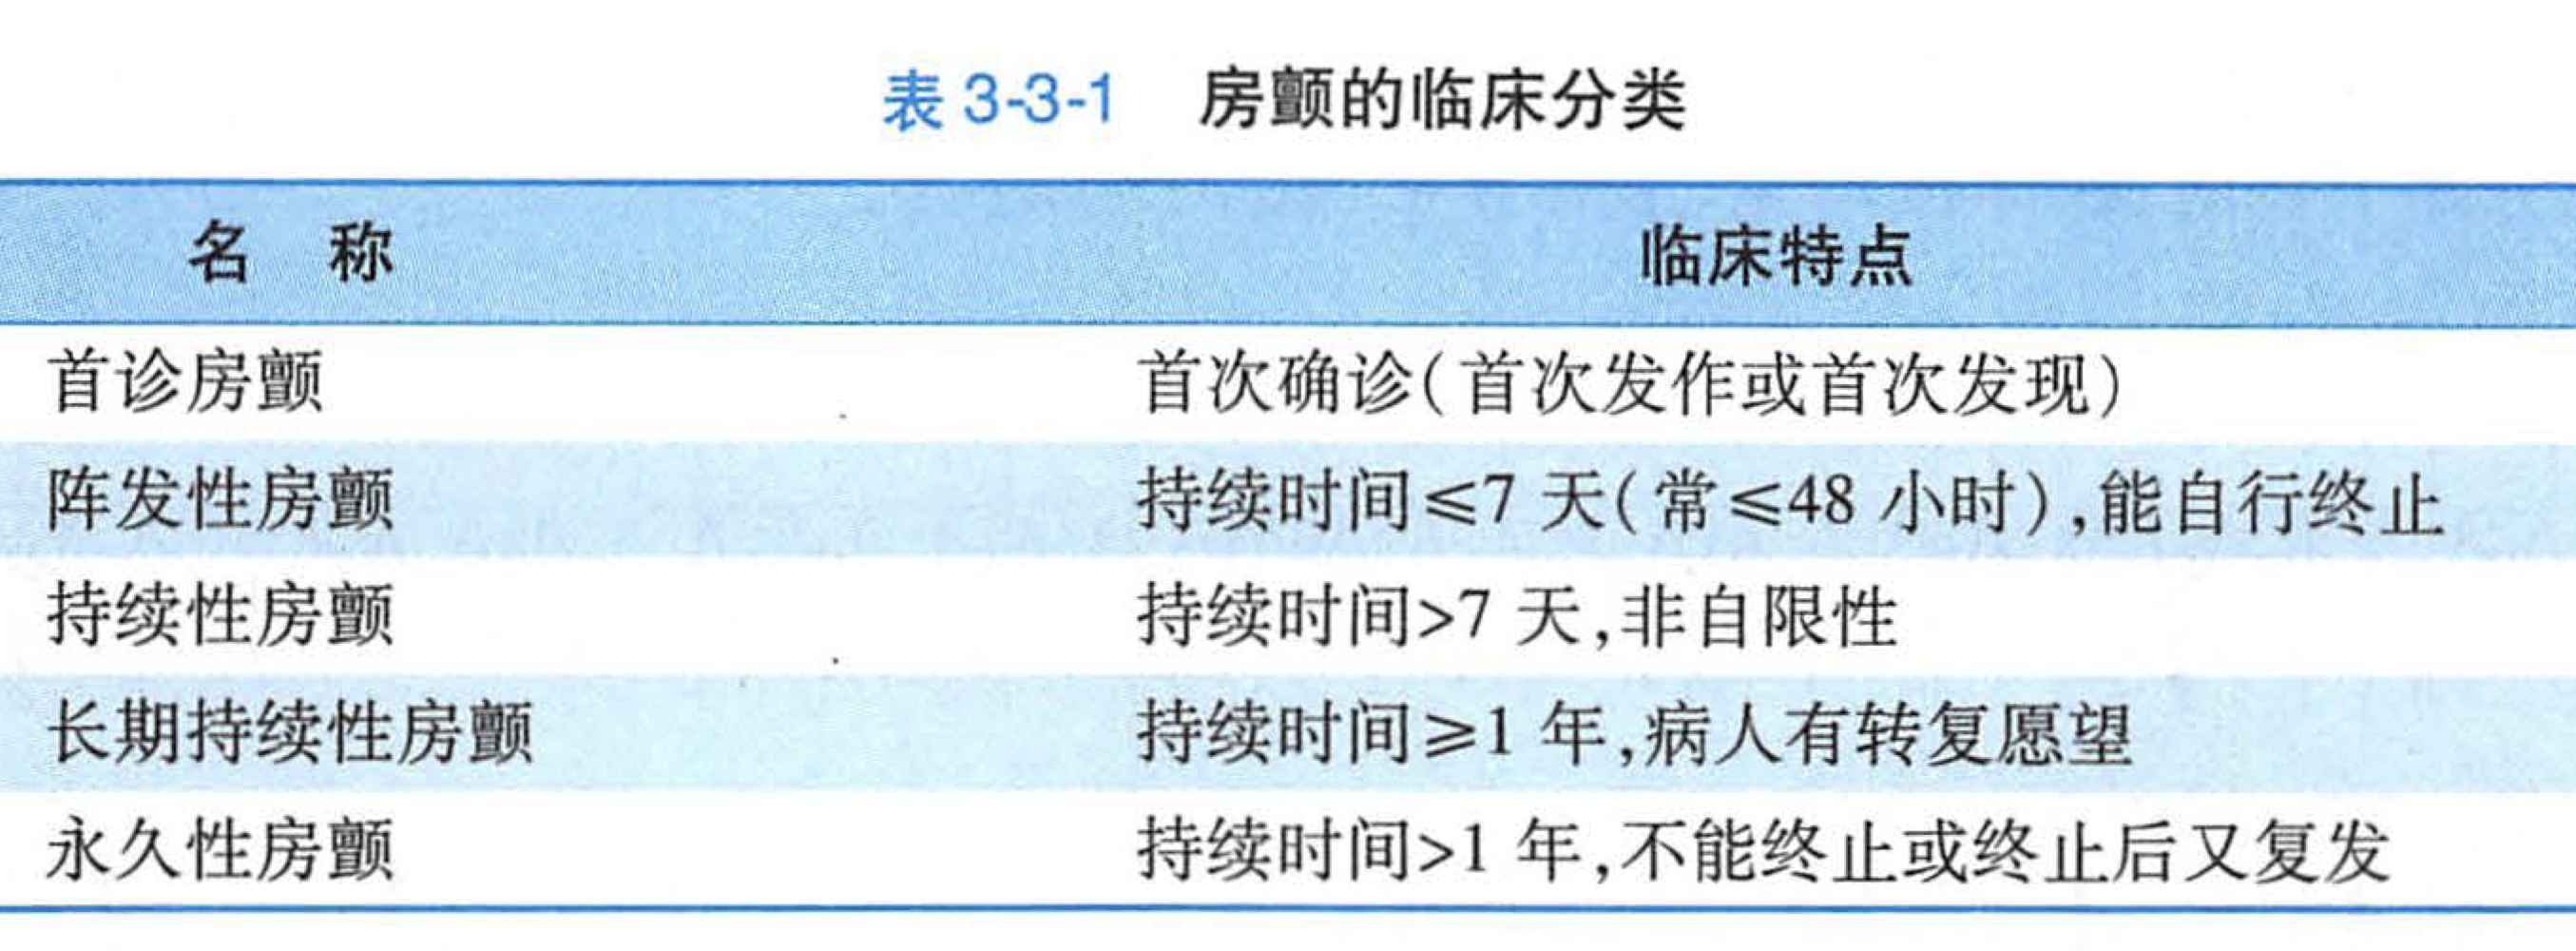 表 3-3-1 房颤的临床分类
名 称 临床特点
首诊房颤 首次确诊(首次发作或首次发现)
阵发性房颤 持续时间≤7 天(常≤48 小时),能自行终止
持续性房颤 持续时间>7 天,非自限性
长期持续性房颤 持续时间≥1 年,病人有转复愿望
永久性房颤 持续时间>1 年,不能终止或终止后又复发